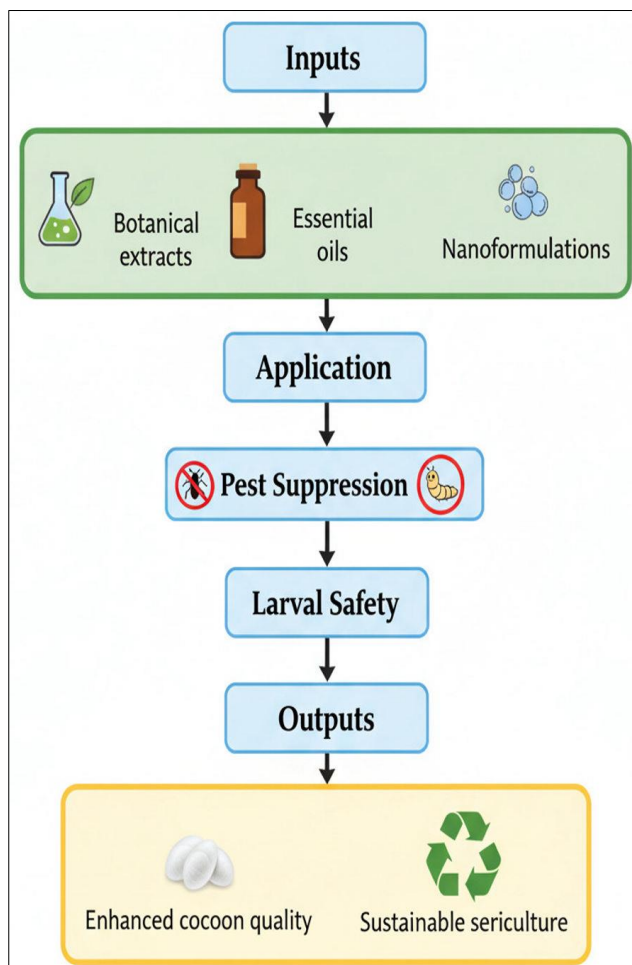 Inputs
Botanical
extracts
Essential
oils
Nanoformulations
Application
Pest Suppression
Larval Safety
Outputs
Enhanced cocoon quality
Sustainable sericulture